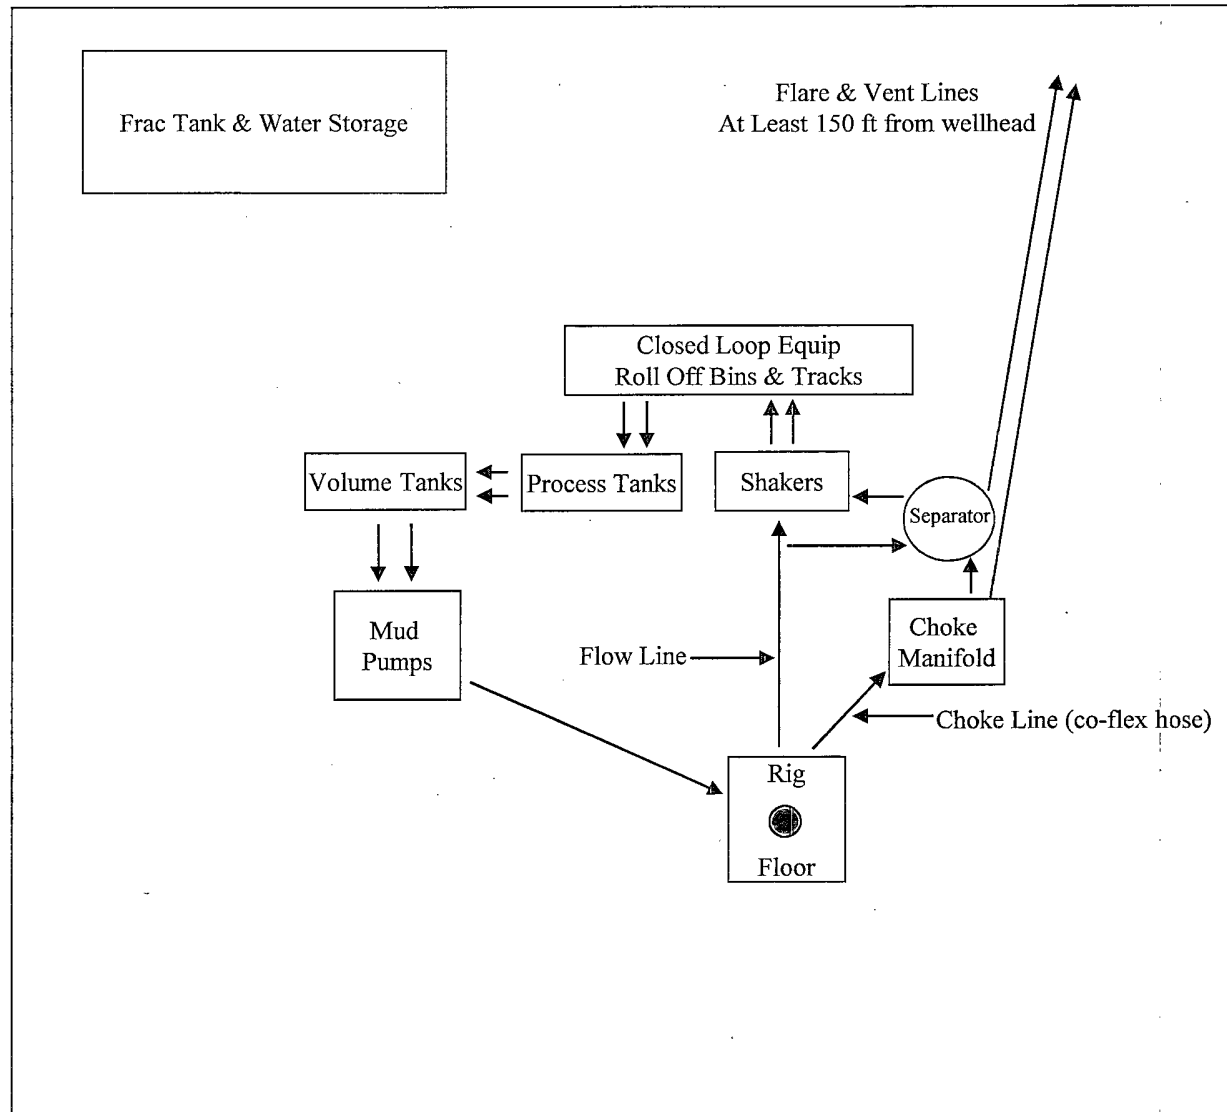 Frac Tank & Water Storage
Flare & Vent Lines
At Least 150 ft from wellhead
Closed Loop Equip
Roll Off Bins & Tracks
Volume Tanks
Process Tanks
Shakers
Separator
Mud
Pumps
Flow Line
Choke
Manifold
Choke Line (co-flex hose)
Rig
Floor